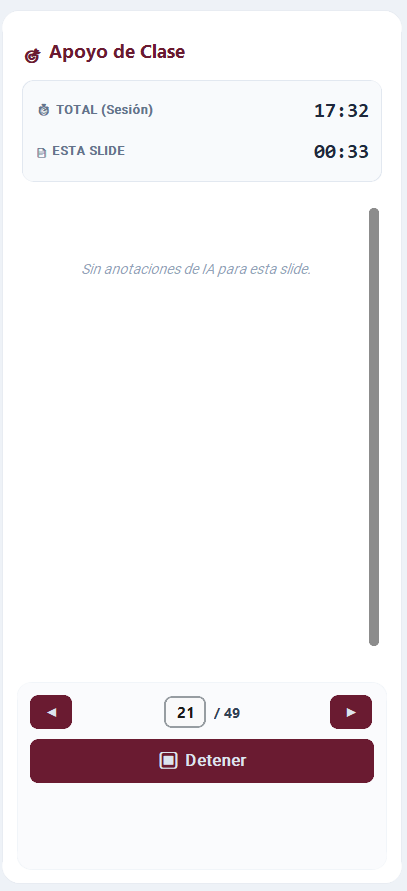 Apoyo de Clase
TOTAL (Sesión) 17:32
ESTA SLIDE 00:33
Sin anotaciones de IA para esta slide.
21 / 49
Detener